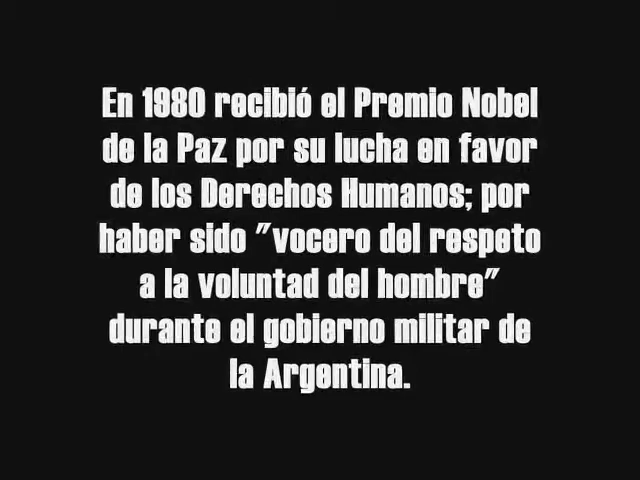 En 1980 recibió el Premio Nobel
de la Paz por su lucha en favor
de los Derechos Humanos; por
haber sido "vocero del respeto
a la voluntad del hombre"
durante el gobierno militar de
la Argentina.